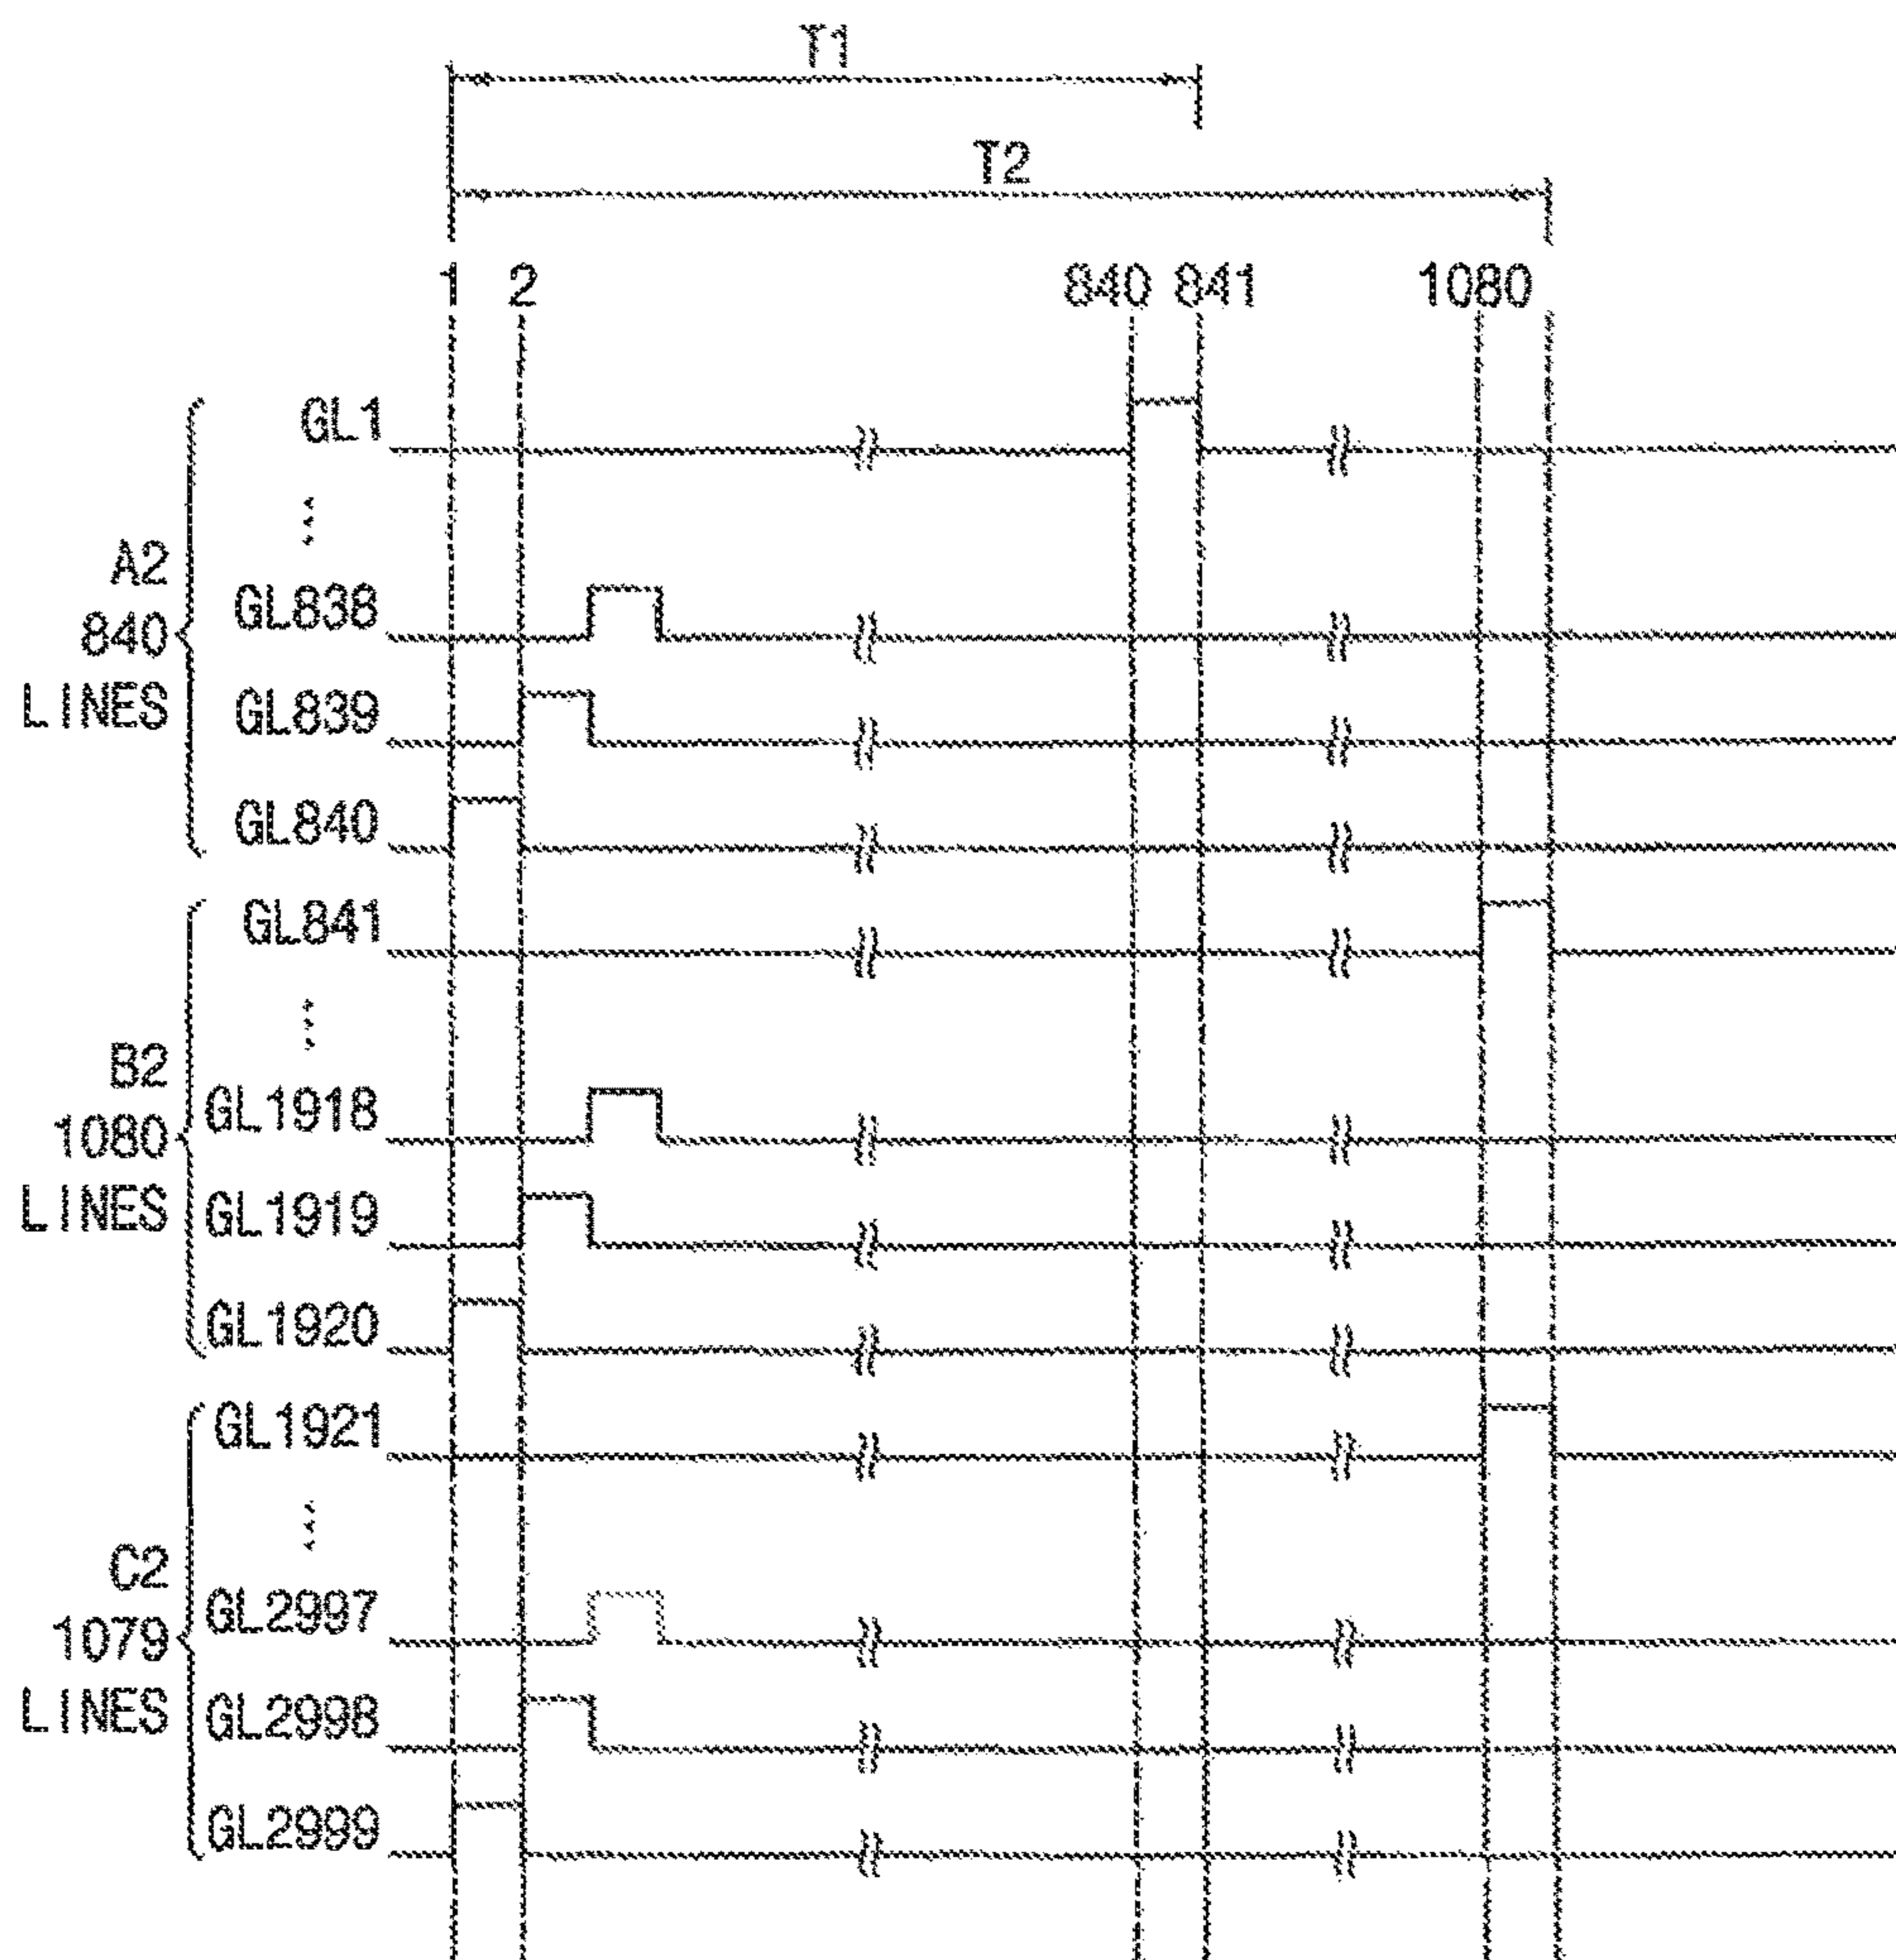 T1
T2
1 2 840 841 1080
GL1
A2
840
LINES
GL838
GL839
GL840
B2
1080
LINES
GL841
GL1918
GL1919
GL1920
C2
1079
LINES
GL1921
GL2997
GL2998
GL2999